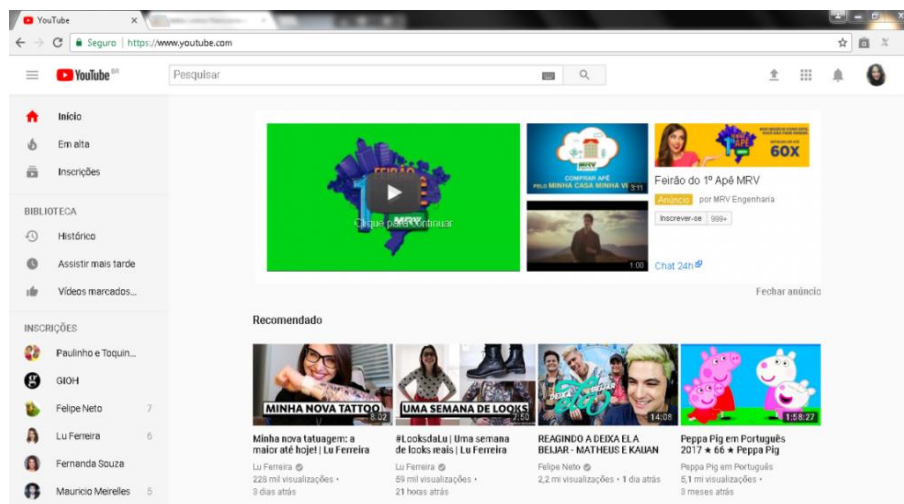 YouTube
Seguro | https://www.youtube.com
YouTube BR
Pesquisar
Início
Em alta
Inscrições
BIBLIOTECA
Histórico
Assistir mais tarde
Vídeos marcados...
INSCRIÇÕES
Paulinho e Toquin...
GIOH
Felipe Neto 7
Lu Ferreira 6
Fernanda Souza
Mauricio Meirelles 5
FEIRÃO
MRV
Clique para continuar
COMPRAR APÊ
PELO MINHA CASA MINHA
3:11
1:00
1º APÊ
60X
Feirão do 1º Apê MRV
Anúncio por MRV Engenharia
Inscrever-se 999+
Chat 24h
Fechar anúncio
Recomendado
MINHA NOVA TATTOO
8:02
Minha nova tatuagem: a
maior até hoje! | Lu Ferreira
Lu Ferreira
228 mil visualizações •
3 dias atrás
UMA SEMANA DE LOOKS
7:50
#LooksdaLu | Uma semana
de looks reais | Lu Ferreira
Lu Ferreira
59 mil visualizações •
21 horas atrás
DEIXA
BEIJAR
14:08
REAGINDO A DEIXA ELA
BEIJAR - MATHEUS E KAUAN
Felipe Neto
2,2 mi visualizações • 1 dia atrás
1:58:27
Peppa Pig em Português
2017 ★ 66 ★ Peppa Pig
Peppa Pig em Português
5,1 mi visualizações •
3 meses atrás